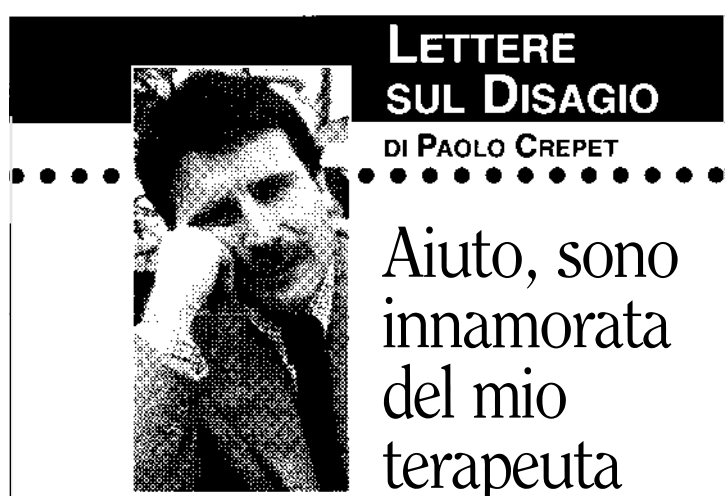 LETTERE
SUL DISAGIO
DI PAOLO CREPET
Aiuto, sono
innamorata
del mio
terapeuta